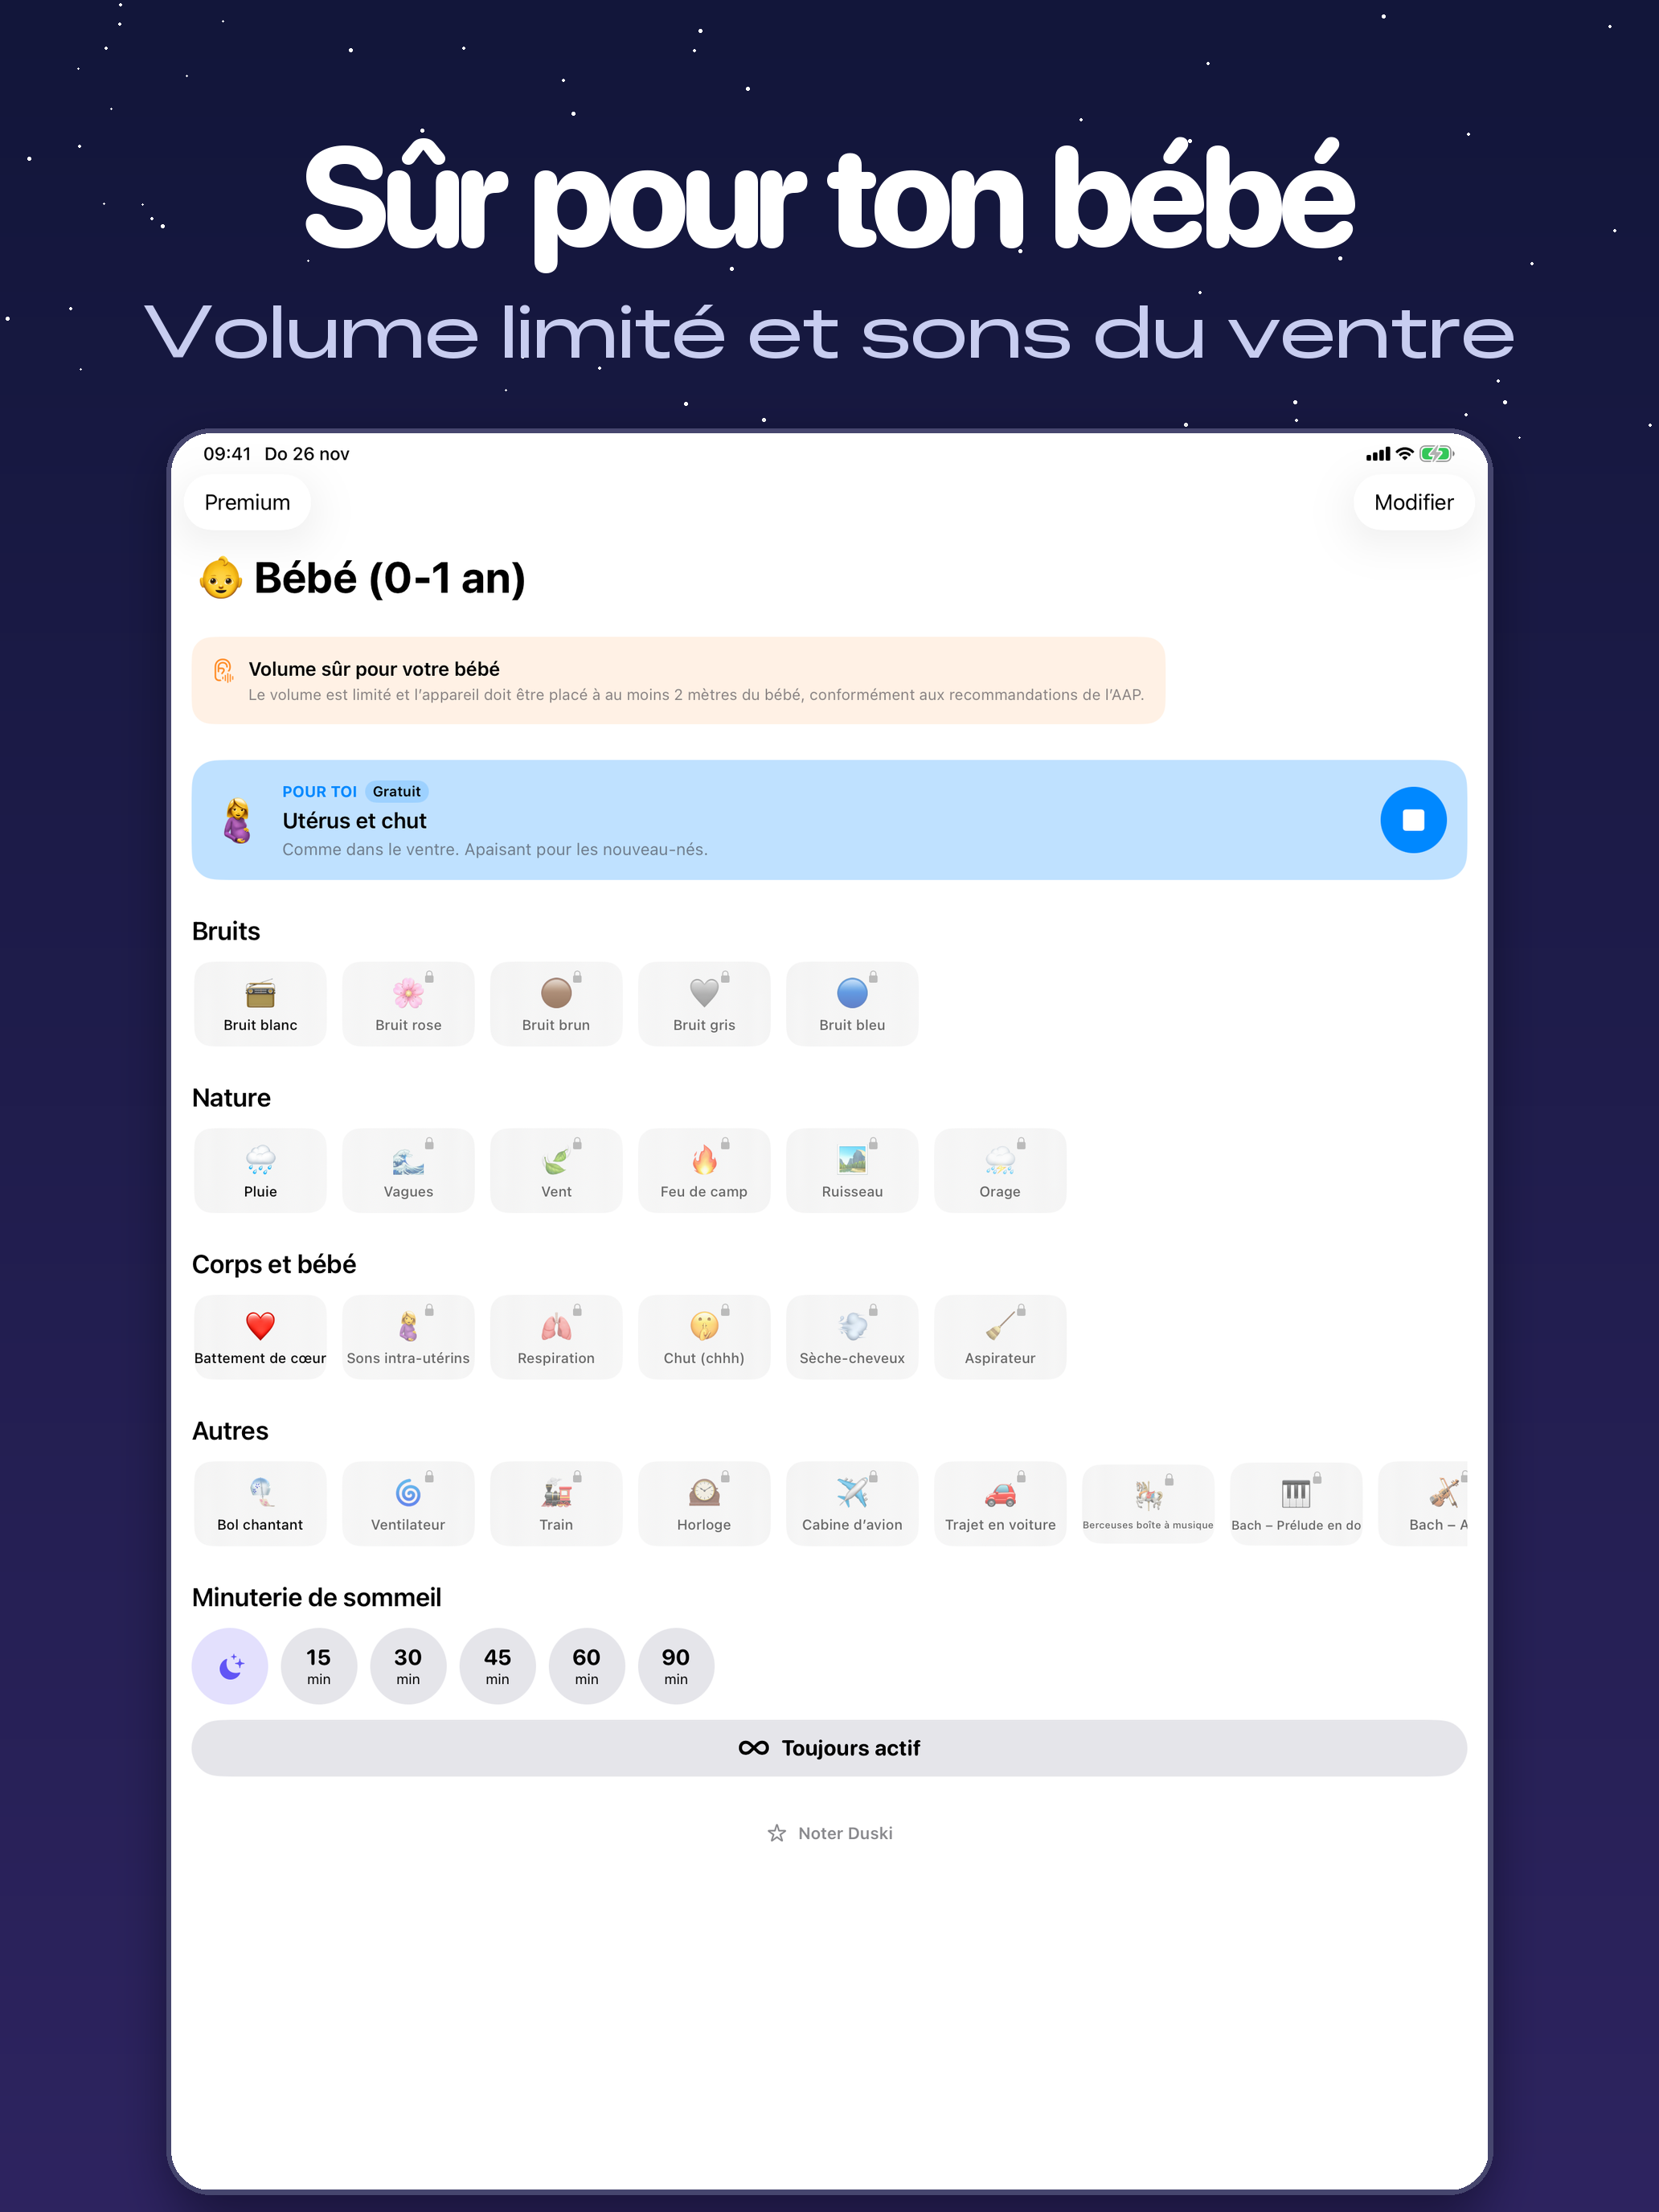 Sûr pour ton bébé
Volume limité et sons du ventre
09:41 Do 26 nov
Premium
Modifier
Bébé (0-1 an)
Volume sûr pour votre bébé
Le volume est limité et l'appareil doit être placé à au moins 2 mètres du bébé, conformément aux recommandations de l'AAP.
POUR TOI Gratuit
Utérus et chut
Comme dans le ventre. Apaisant pour les nouveau-nés.
Bruits
Bruit blanc
Bruit rose
Bruit brun
Bruit gris
Bruit bleu
Nature
Pluie
Vagues
Vent
Feu de camp
Ruisseau
Orage
Corps et bébé
Battement de cœur
Sons intra-utérins
Respiration
Chut (chhh)
Sèche-cheveux
Aspirateur
Autres
Bol chantant
Ventilateur
Train
Horloge
Cabine d'avion
Trajet en voiture
Berceuses boîte à musique
Bach – Prélude en do
Bach – A
Minuterie de sommeil
15 min
30 min
45 min
60 min
90 min
Toujours actif
Noter Duski